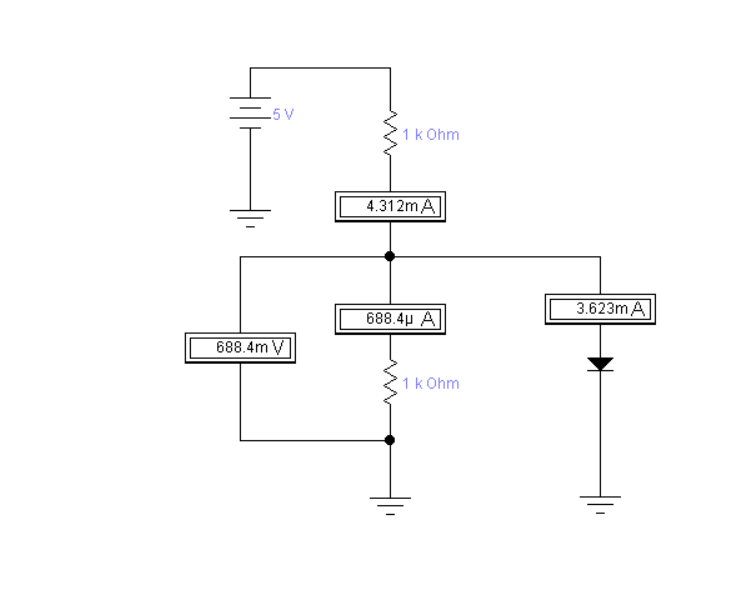 5 V
1 k Ohm
4.312m A
688.4µ A
3.623m A
688.4m V
1 k Ohm